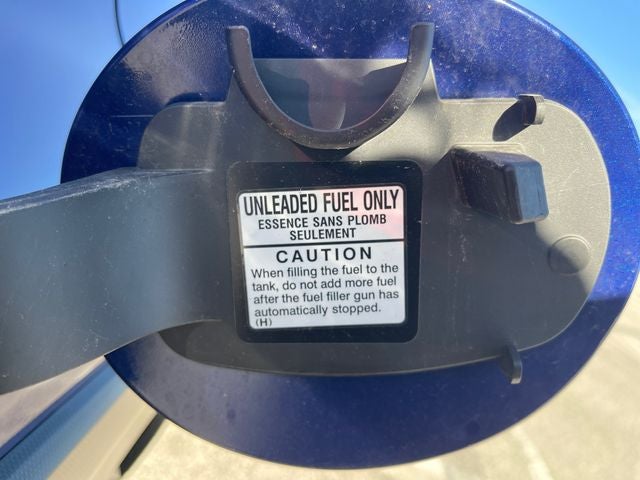 UNLEADED FUEL ONLY
ESSENCE SANS PLOMB
SEULEMENT
CAUTION
When filling the fuel to the
tank, do not add more fuel
after the fuel filler gun has
automatically stopped.
(H)